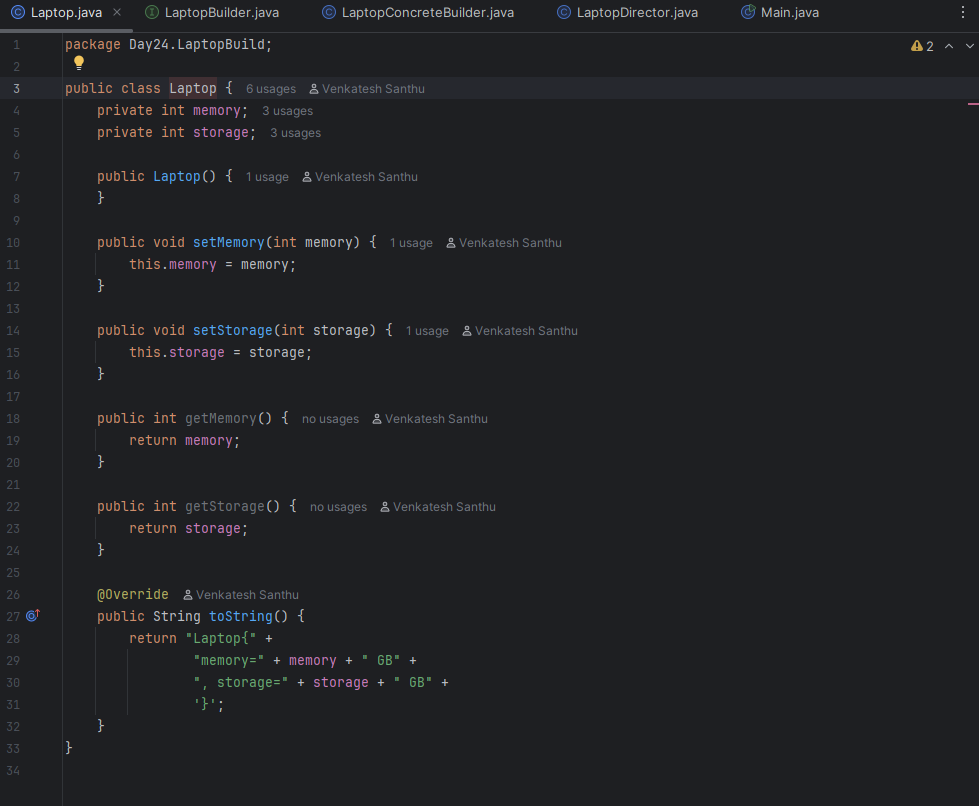 Laptop.java LaptopBuilder.java LaptopConcreteBuilder.java LaptopDirector.java Main.java
1 package Day24.LaptopBuild; 2
2
3 public class Laptop { 6 usages Venkatesh Santhu
4 private int memory; 3 usages
5 private int storage; 3 usages
6
7 public Laptop() { 1 usage Venkatesh Santhu
8 }
9
10 public void setMemory(int memory) { 1 usage Venkatesh Santhu
11 this.memory = memory;
12 }
13
14 public void setStorage(int storage) { 1 usage Venkatesh Santhu
15 this.storage = storage;
16 }
17
18 public int getMemory() { no usages Venkatesh Santhu
19 return memory;
20 }
21
22 public int getStorage() { no usages Venkatesh Santhu
23 return storage;
24 }
25
26 @Override Venkatesh Santhu
27 public String toString() {
28 return "Laptop{" +
29 "memory=" + memory + " GB" +
30 ", storage=" + storage + " GB" +
31 '}';
32 }
33 }
34